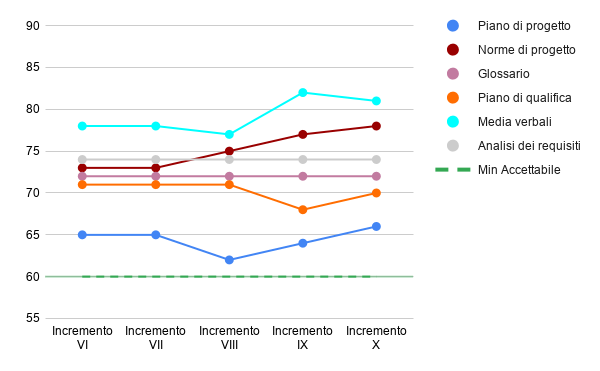 90
85
80
75
70
65
60
55
Incremento
VI
Incremento
VII
Incremento
VIII
Incremento
IX
Incremento
X
Piano di progetto
Norme di progetto
Glossario
Piano di qualifica
Media verbali
Analisi dei requisiti
Min Accettabile